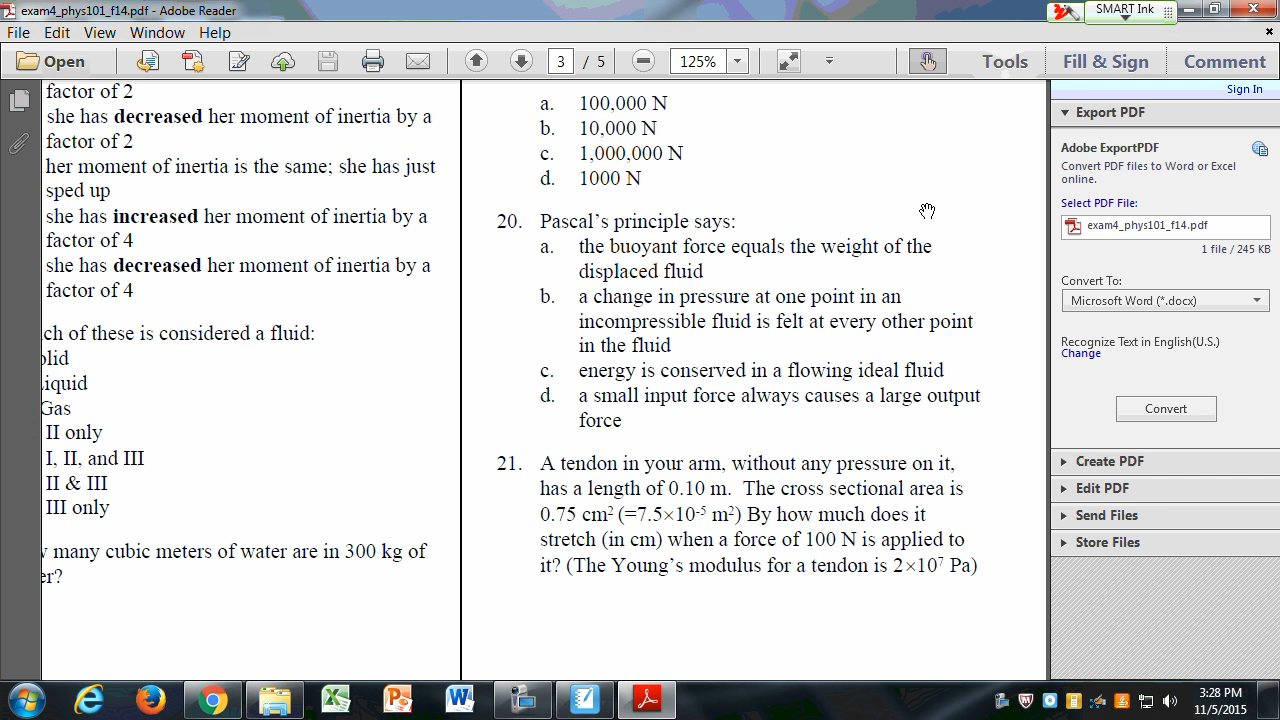 exam4_phys101_f14.pdf - Adobe Reader
SMART Ink
File Edit View Window Help
Open
3 / 5
125%
Tools
Fill & Sign
Comment
factor of 2
she has decreased her moment of inertia by a
factor of 2
her moment of inertia is the same; she has just
sped up
she has increased her moment of inertia by a
factor of 4
she has decreased her moment of inertia by a
factor of 4
ch of these is considered a fluid:
lid
iquid
Gas
II only
I, II, and III
II & III
III only
many cubic meters of water are in 300 kg of
er?
a. 100,000 N
b. 10,000 N
c. 1,000,000 N
d. 1000 N
20. Pascal's principle says:
a. the buoyant force equals the weight of the
displaced fluid
b. a change in pressure at one point in an
incompressible fluid is felt at every other point
in the fluid
c. energy is conserved in a flowing ideal fluid
d. a small input force always causes a large output
force
21. A tendon in your arm, without any pressure on it,
has a length of 0.10 m. The cross sectional area is
0.75 cm² (=7.5×10⁻⁵ m²) By how much does it
stretch (in cm) when a force of 100 N is applied to
it? (The Young's modulus for a tendon is 2×10⁷ Pa)
Sign In
Export PDF
Adobe ExportPDF
Convert PDF files to Word or Excel
online.
Select PDF File:
exam4_phys101_f14.pdf
1 file / 245 KB
Convert To:
Microsoft Word (*.docx)
Recognize Text in English(U.S.)
Change
Convert
Create PDF
Edit PDF
Send Files
Store Files
3:28 PM
11/5/2015